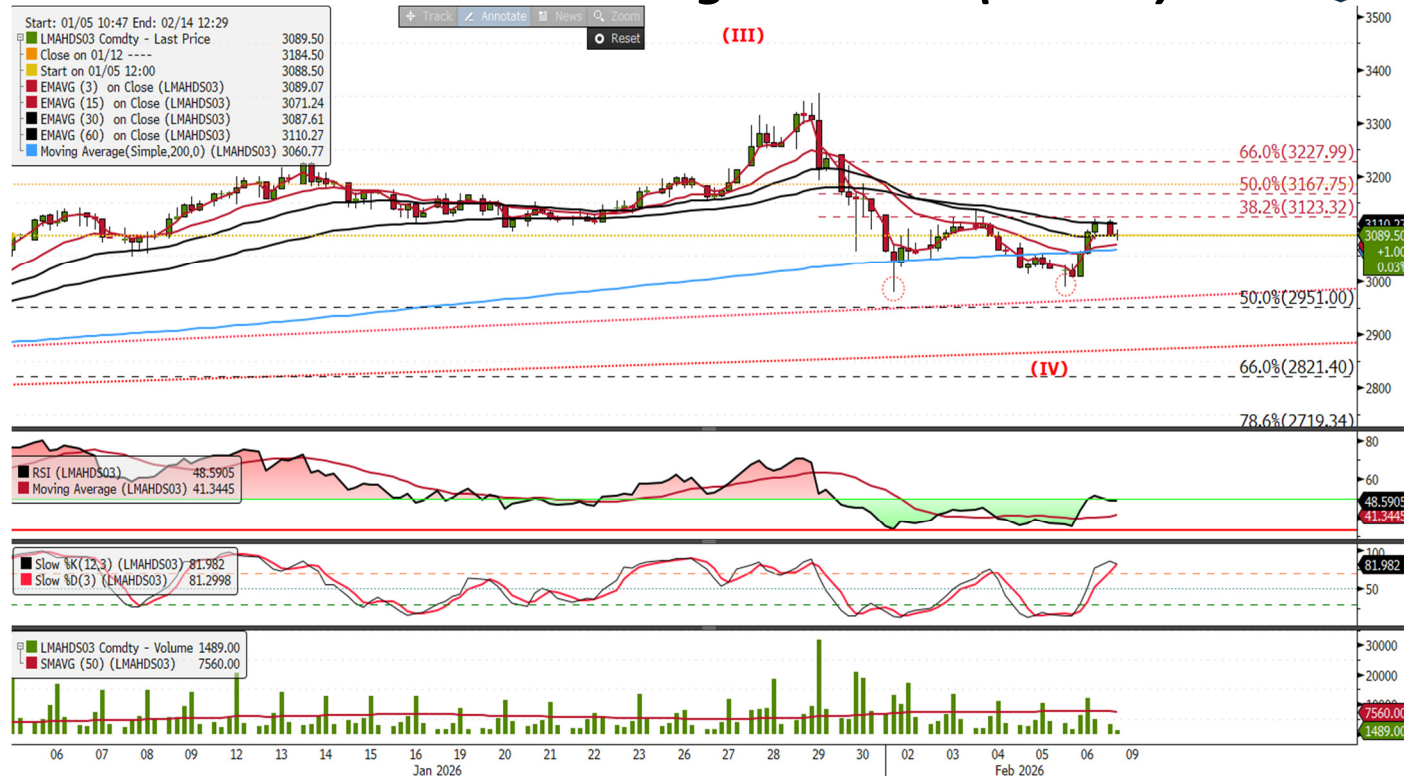 Track Annotate News Zoom
Reset
Start: 01/05 10:47 End: 02/14 12:29
LMAHDS03 Comdty - Last Price 3089.50
Close on 01/12 ---- 3184.50
Start on 01/05 12:00 3088.50
EMAVG (3) on Close (LMAHDS03) 3089.07
EMAVG (15) on Close (LMAHDS03) 3071.24
EMAVG (30) on Close (LMAHDS03) 3087.61
EMAVG (60) on Close (LMAHDS03) 3110.27
Moving Average(Simple,200,0) (LMAHDS03) 3060.77
(III)
3500
3400
3300
66.0%(3227.99)
3200
50.0%(3167.75)
38.2%(3123.32)
3110.27
3089.50
+1.00
0.03%
3000
50.0%(2951.00)
2900
(IV)
66.0%(2821.40)
2800
78.6%(2719.34)
RSI (LMAHDS03) 48.5905
Moving Average (LMAHDS03) 41.3445
80
60
48.5905
41.3445
Slow %K(12,3) (LMAHDS03) 81.982
Slow %D(3) (LMAHDS03) 81.2998
100
81.982
50
LMAHDS03 Comdty - Volume 1489.00
SMAVG (50) (LMAHDS03) 7560.00
30000
20000
7560.00
1489.00
06 07 08 09 12 13 14 15 16 19 20 21 22 23 26 27 28 29 30 02 03 04 05 06 09
Jan 2026 Feb 2026